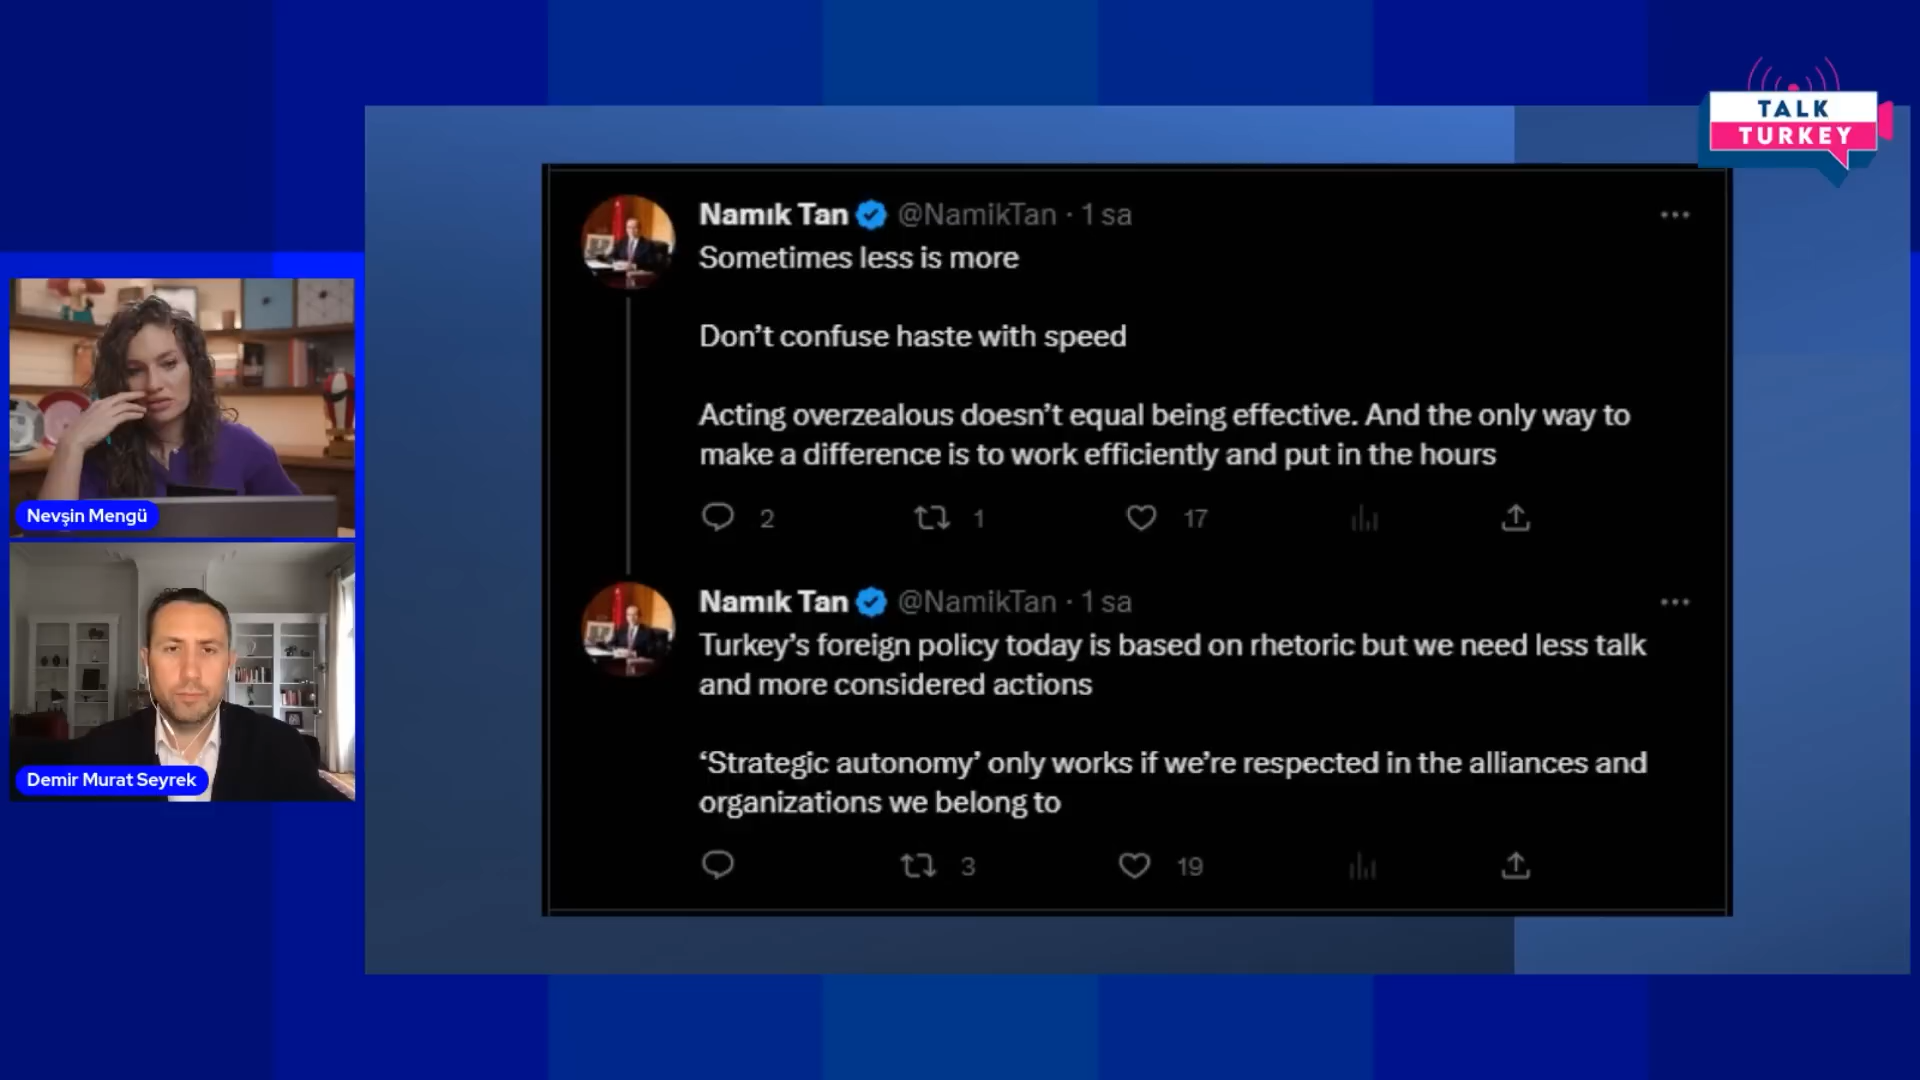 TALK
TURKEY
Namık Tan @NamikTan · 1 sa
Sometimes less is more
Don’t confuse haste with speed
Acting overzealous doesn’t equal being effective. And the only way to
make a difference is to work efficiently and put in the hours
2 1 17
Namık Tan @NamikTan · 1 sa
Turkey’s foreign policy today is based on rhetoric but we need less talk
and more considered actions
‘Strategic autonomy’ only works if we’re respected in the alliances and
organizations we belong to
3 19
Nevşin Mengü
Demir Murat Seyrek